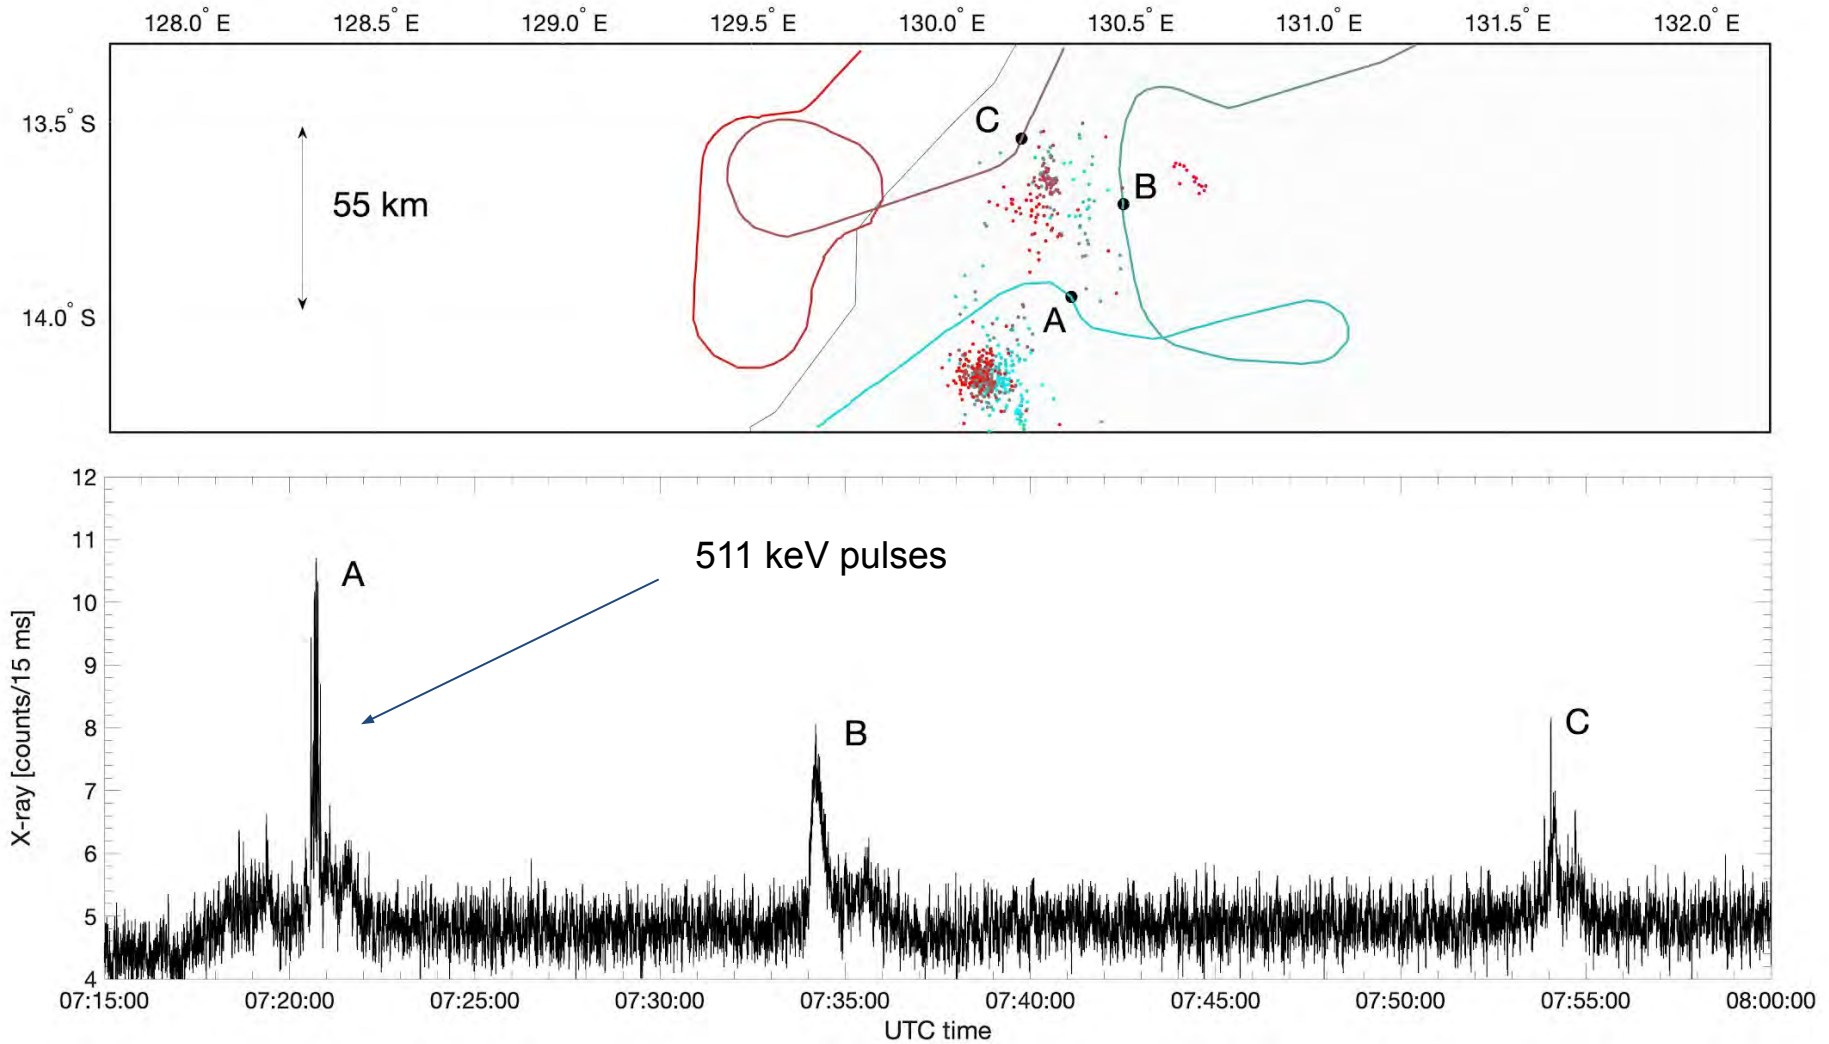 128.0° E 128.5° E 129.0° E 129.5° E 130.0° E 130.5° E 131.0° E 131.5° E 132.0° E
13.5° S
C
B
55 km
14.0° S
A
12
11
10
9
8
7
6
5
4
X-ray [counts/15 ms]
511 keV pulses
A
B
C
07:15:00 07:20:00 07:25:00 07:30:00 07:35:00 07:40:00 07:45:00 07:50:00 07:55:00 08:00:00
UTC time